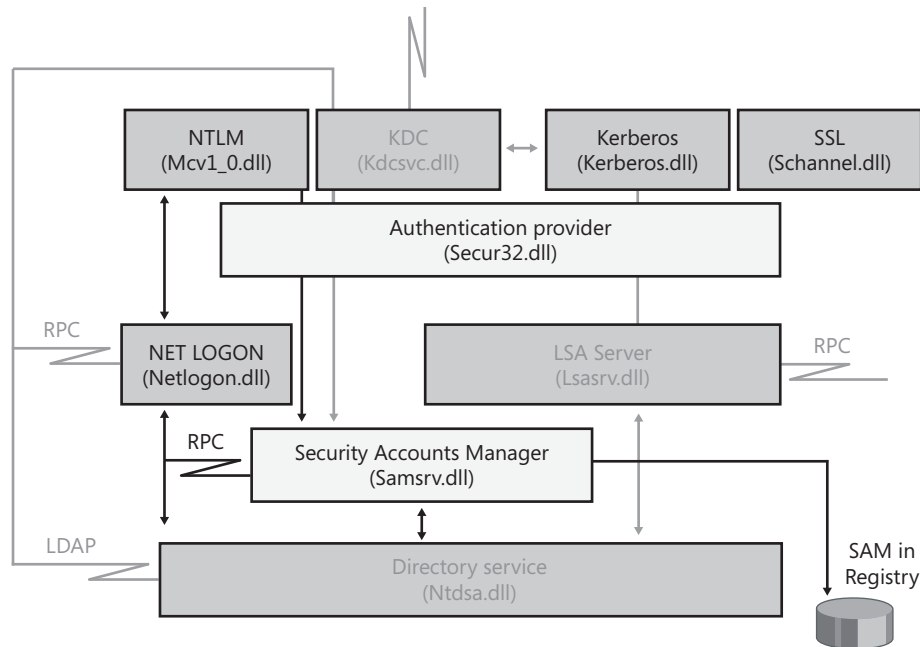 NTLM
(Mcv1_0.dll)
KDC
(Kdcsvc.dll)
Kerberos
(Kerberos.dll)
SSL
(Schannel.dll)
Authentication provider
(Secur32.dll)
RPC
NET LOGON
(Netlogon.dll)
LSA Server
(Lsasrv.dll)
RPC
RPC
Security Accounts Manager
(Samsrv.dll)
LDAP
Directory service
(Ntdsa.dll)
SAM in
Registry